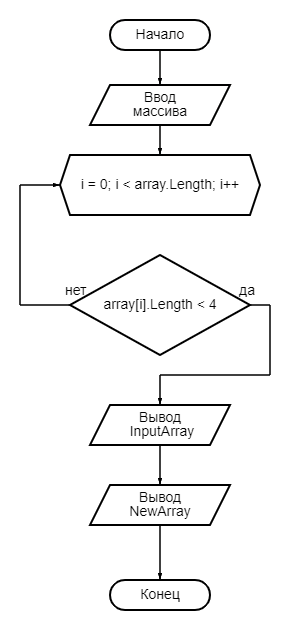 Начало
Ввод
массива
i = 0; i < array.Length; i++
нет
да
array[i].Length < 4
Вывод
InputArray
Вывод
NewArray
Конец